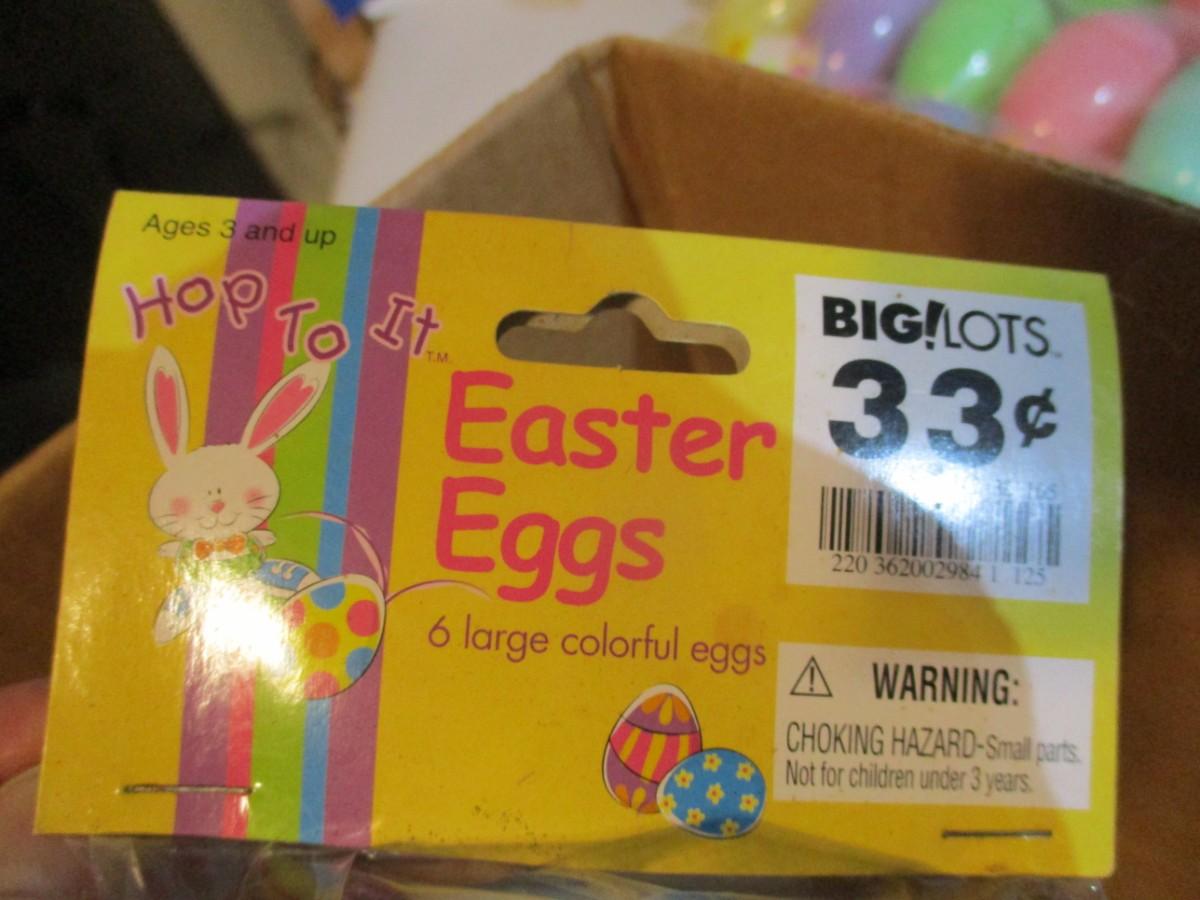 Ages 3 and up
Hop To It T.M.
Easter
Eggs
6 large colorful eggs
BIG!LOTS™
33¢
220 362002984 1 125
WARNING:
CHOKING HAZARD-Small parts.
Not for children under 3 years.